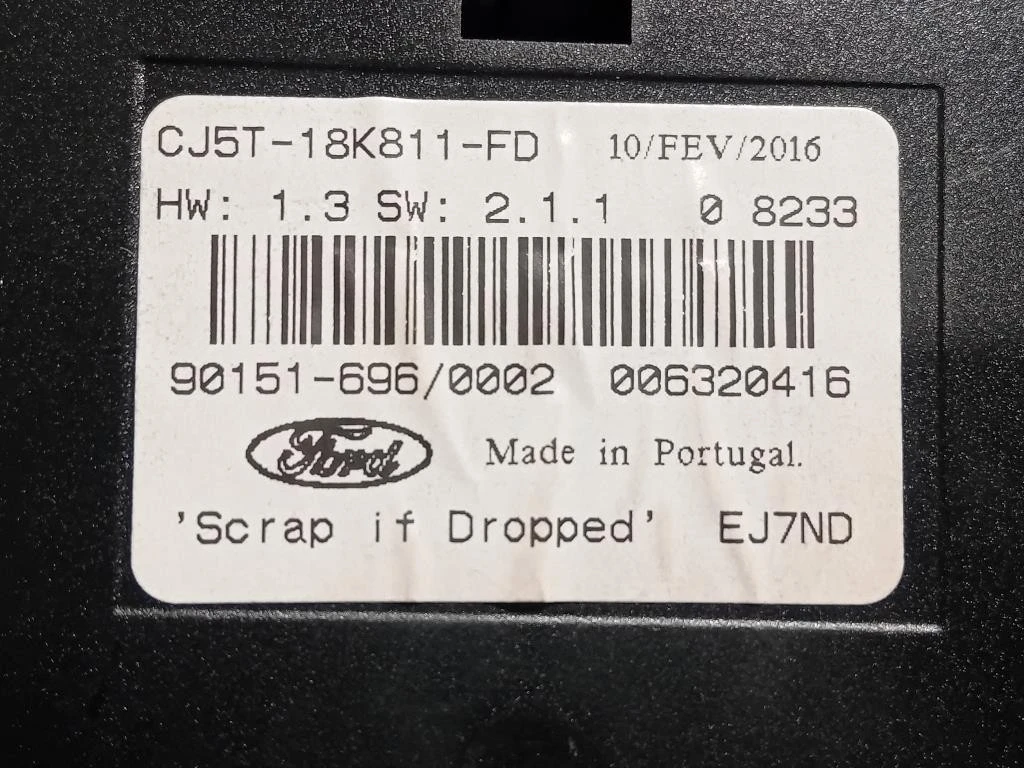 CJ5T-18K811-FD 10/FEV/2016
HW: 1.3 SW: 2.1.1 0 8233
90151-696/0002 006320416
Ford Made in Portugal.
'Scrap if Dropped' EJ7ND